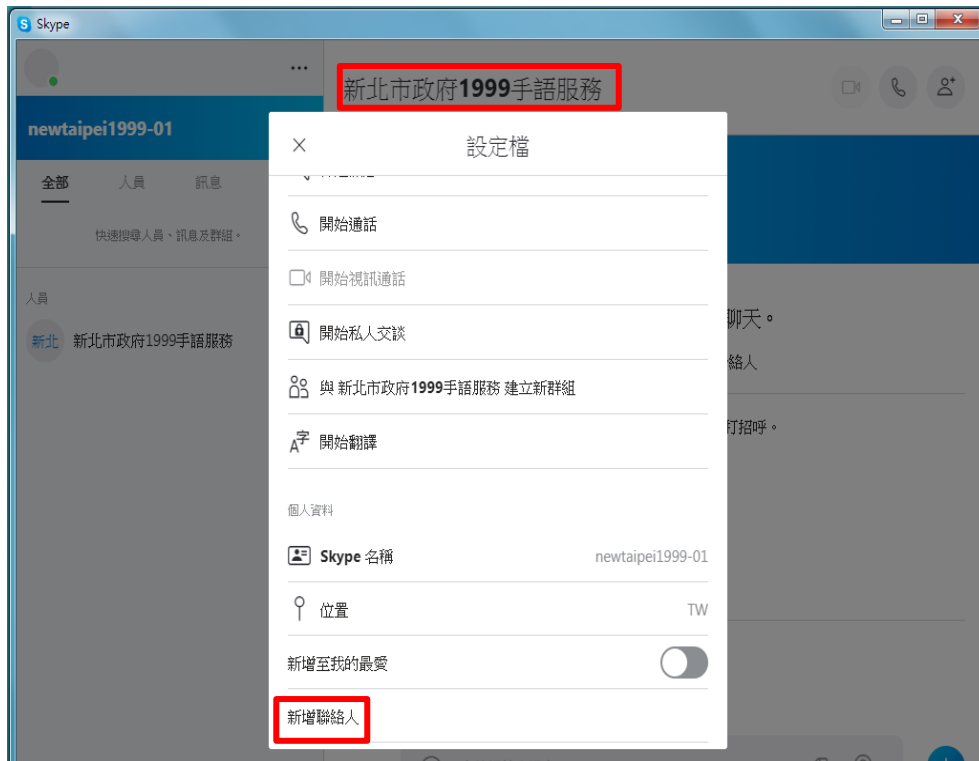 Skype
新北市政府1999手語服務
newtaipei1999-01
設定檔
全部 人員 訊息
快速搜尋人員、訊息及群組。
開始通話
開始視訊通話
人員
開始私人交談
聊天。
新北 新北市政府1999手語服務
絡人
與 新北市政府1999手語服務 建立新群組
打招呼。
開始翻譯
個人資料
Skype 名稱 newtaipei1999-01
位置 TW
新增至我的最愛
新增聯絡人